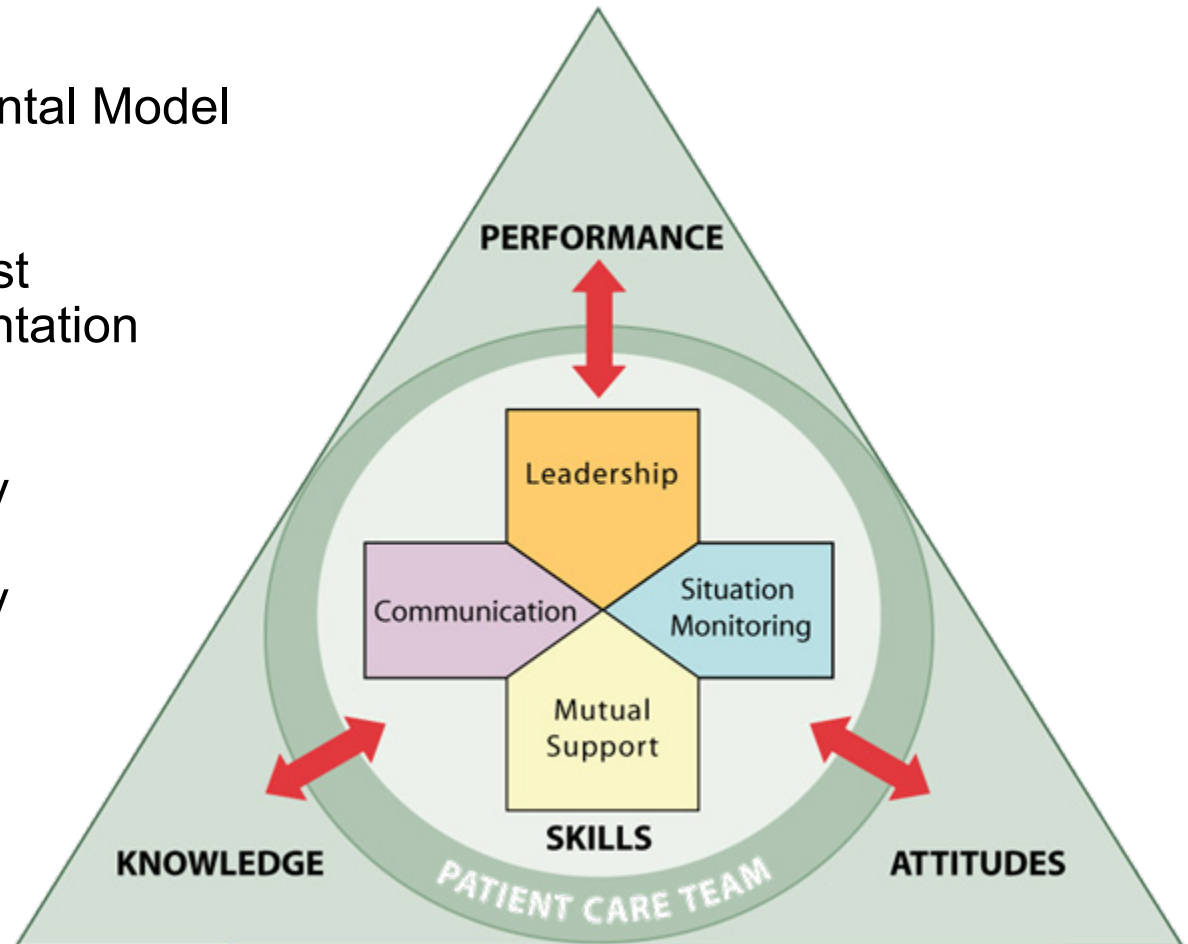 ntal Model
st
ntation
y
y
PERFORMANCE
Leadership
Communication
Situation
Monitoring
Mutual
Support
SKILLS
KNOWLEDGE
ATTITUDES
PATIENT CARE TEAM